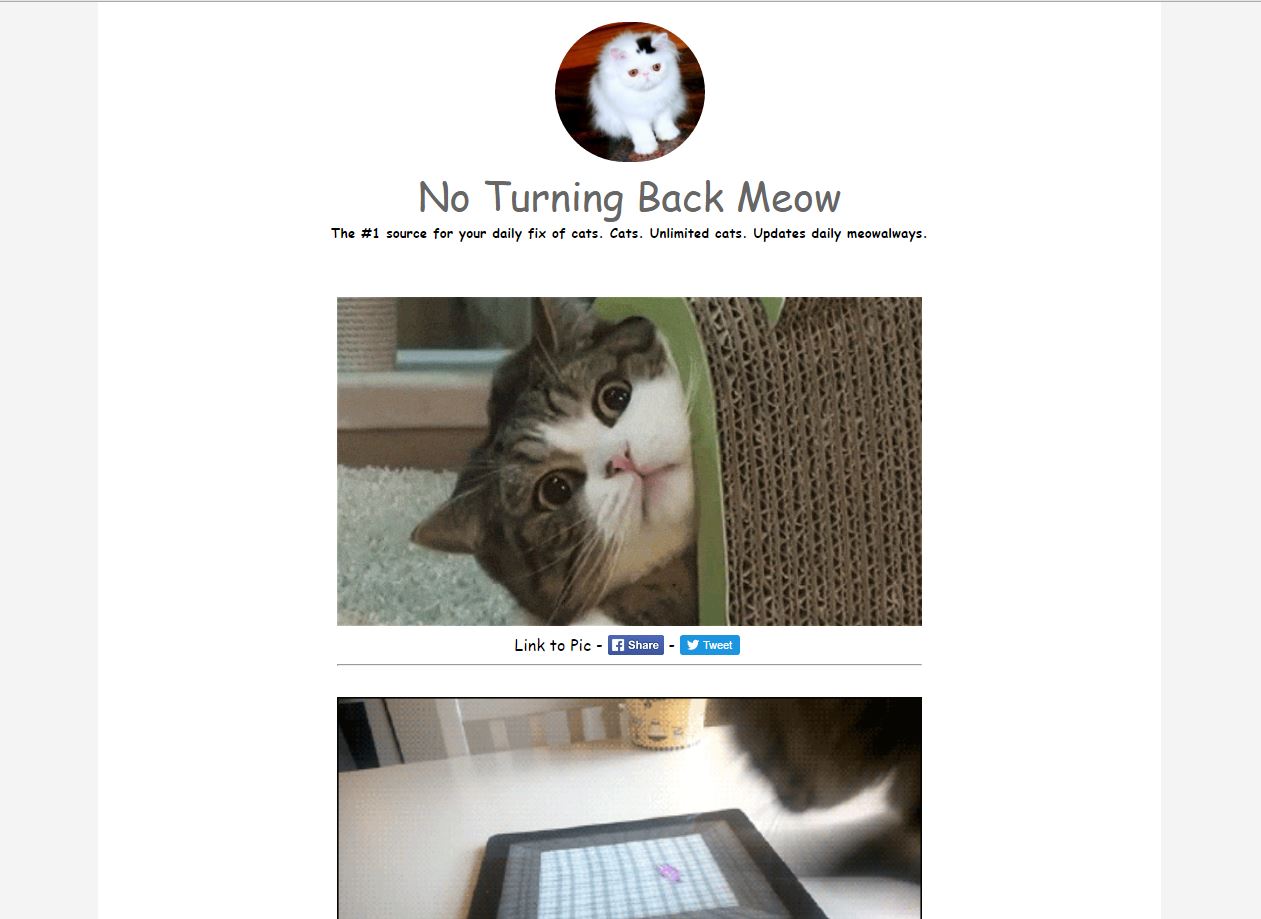 No Turning Back Meow
The #1 source for your daily fix of cats. Cats. Unlimited cats. Updates daily meowalways.
Link to Pic - Share - Tweet